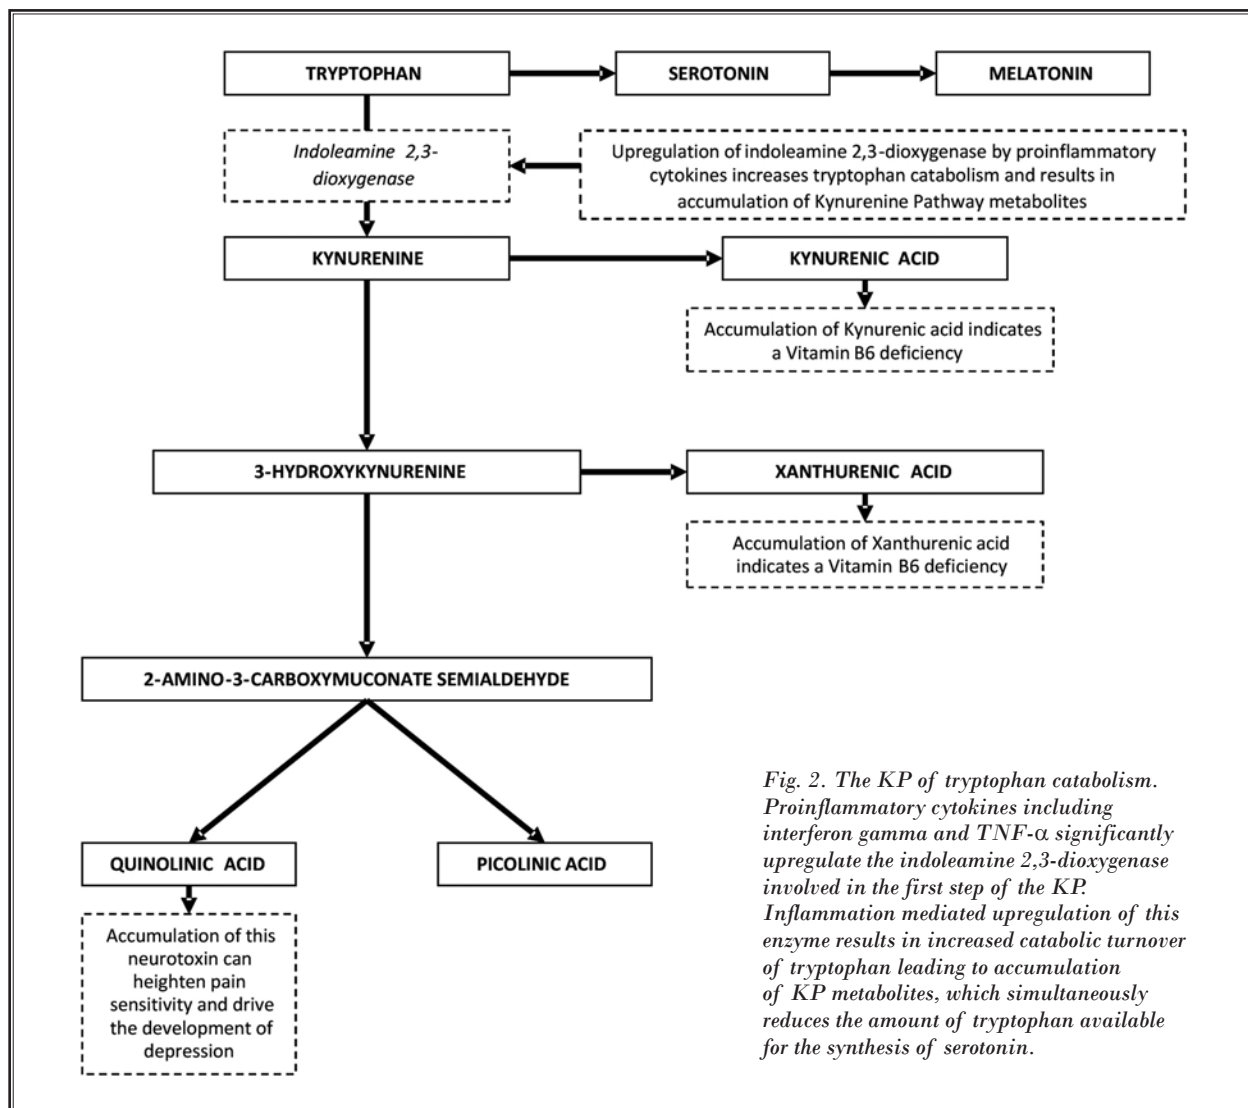 TRYPTOPHAN
SEROTONIN
MELATONIN
Indoleamine 2,3-
dioxygenase
Upregulation of indoleamine 2,3-dioxygenase by proinflammatory
cytokines increases tryptophan catabolism and results in
accumulation of Kynurenine Pathway metabolites
KYNURENINE
KYNURENIC ACID
Accumulation of Kynurenic acid indicates
a Vitamin B6 deficiency
3-HYDROXYKYNURENINE
XANTHURENIC ACID
Accumulation of Xanthurenic acid
indicates a Vitamin B6 deficiency
2-AMINO-3-CARBOXYMUCONATE SEMIALDEHYDE
QUINOLINIC ACID
PICOLINIC ACID
Accumulation of this
neurotoxin can
heighten pain
sensitivity and drive
the development of
depression
Fig. 2. The KP of tryptophan catabolism.
Proinflammatory cytokines including
interferon gamma and TNF-α significantly
upregulate the indoleamine 2,3-dioxygenase
involved in the first step of the KP.
Inflammation mediated upregulation of this
enzyme results in increased catabolic turnover
of tryptophan leading to accumulation
of KP metabolites, which simultaneously
reduces the amount of tryptophan available
for the synthesis of serotonin.